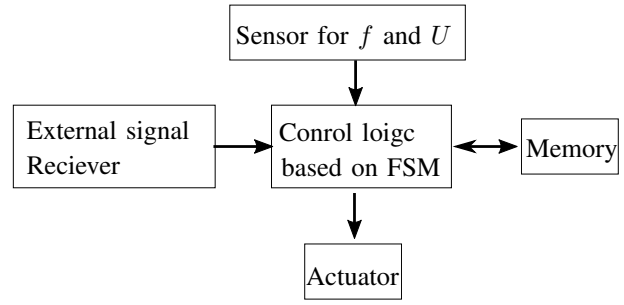 Sensor for f and U
External signal
Reciever
Conrol loigc
based on FSM
Memory
Actuator